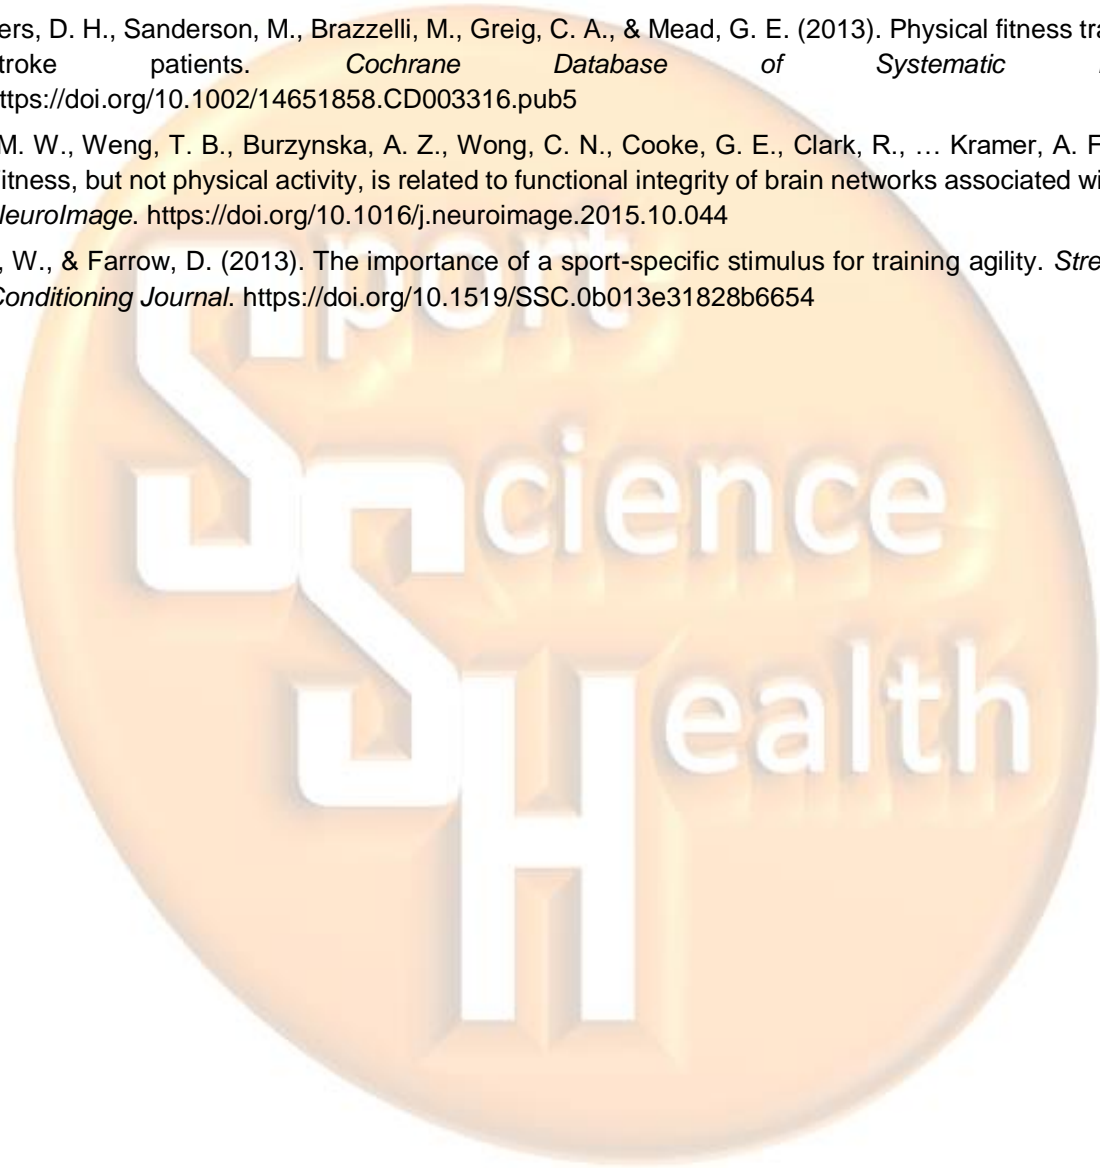 ers, D. H., Sanderson, M., Brazzelli, M., Greig, C. A., & Mead, G. E. (2013). Physical fitness tra
troke patients. Cochrane Database of Systematic
ttps://doi.org/10.1002/14651858.CD003316.pub5
M. W., Weng, T. B., Burzynska, A. Z., Wong, C. N., Cooke, G. E., Clark, R., … Kramer, A. F
itness, but not physical activity, is related to functional integrity of brain networks associated wi
euroImage. https://doi.org/10.1016/j.neuroimage.2015.10.044
, W., & Farrow, D. (2013). The importance of a sport-specific stimulus for training agility. Stre
Conditioning Journal. https://doi.org/10.1519/SSC.0b013e31828b6654
Sport
Science
Health